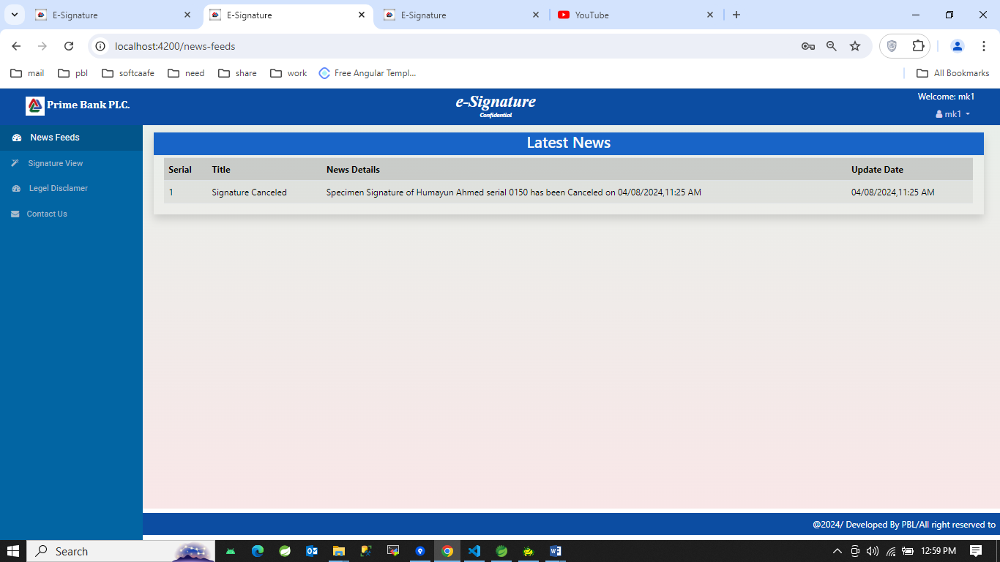 E-Signature
E-Signature
E-Signature
YouTube
localhost:4200/news-feeds
mail
pbl
softcaafe
need
share
work
Free Angular Templ...
All Bookmarks
Prime Bank PLC.
e-Signature
Confidential
Welcome: mk1
mk1
News Feeds
Signature View
Legel Disclamer
Contact Us
Latest News
Serial Title News Details Update Date
1 Signature Canceled Specimen Signature of Humayun Ahmed serial 0150 has been Canceled on 04/08/2024,11:25 AM 04/08/2024,11:25 AM
@2024/ Developed By PBL/All right reserved to
Search
12:59 PM